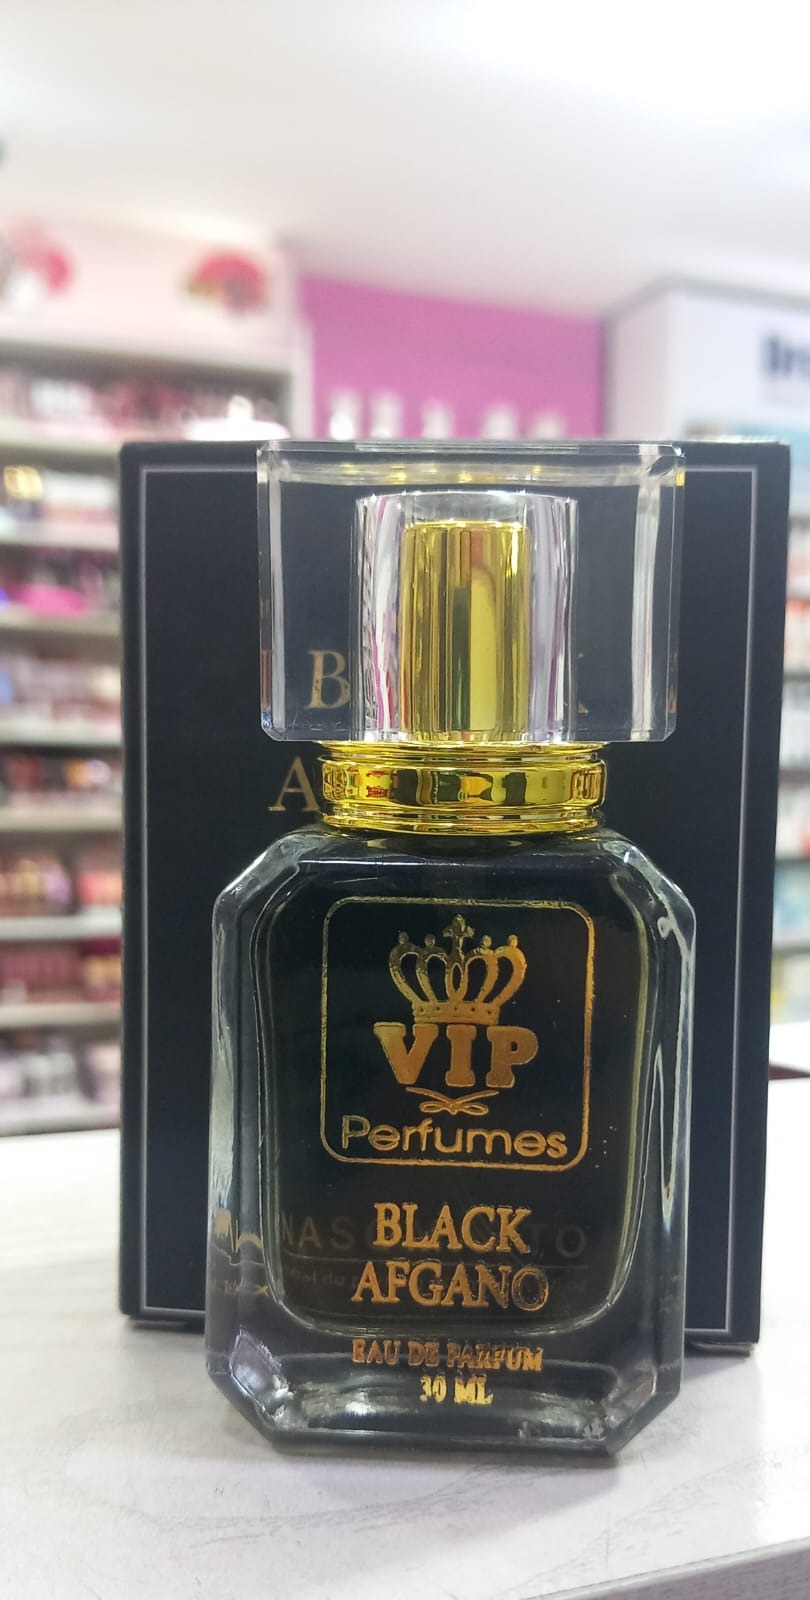 B
A
VIP
Perfumes
BLACK
AFGANO
EAU DE PARFUM
30 ML